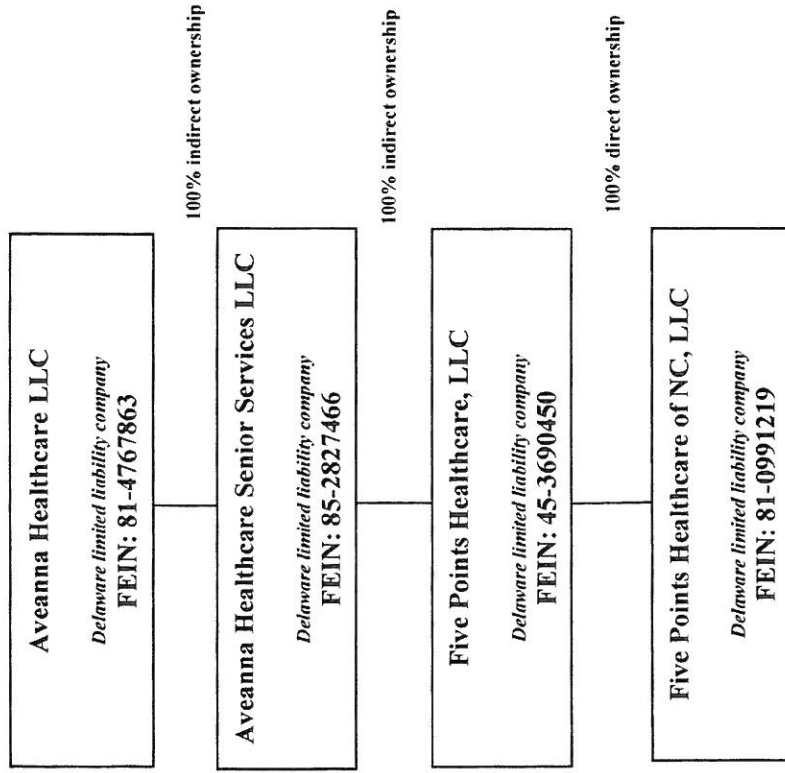 Aveanna Healthcare LLC
Delaware limited liability company
FEIN: 81-4767863
100% indirect ownership
Aveanna Healthcare Senior Services LLC
Delaware limited liability company
FEIN: 85-2827466
100% indirect ownership
Five Points Healthcare, LLC
Delaware limited liability company
FEIN: 45-3690450
100% direct ownership
Five Points Healthcare of NC, LLC
Delaware limited liability company
FEIN: 81-0991219